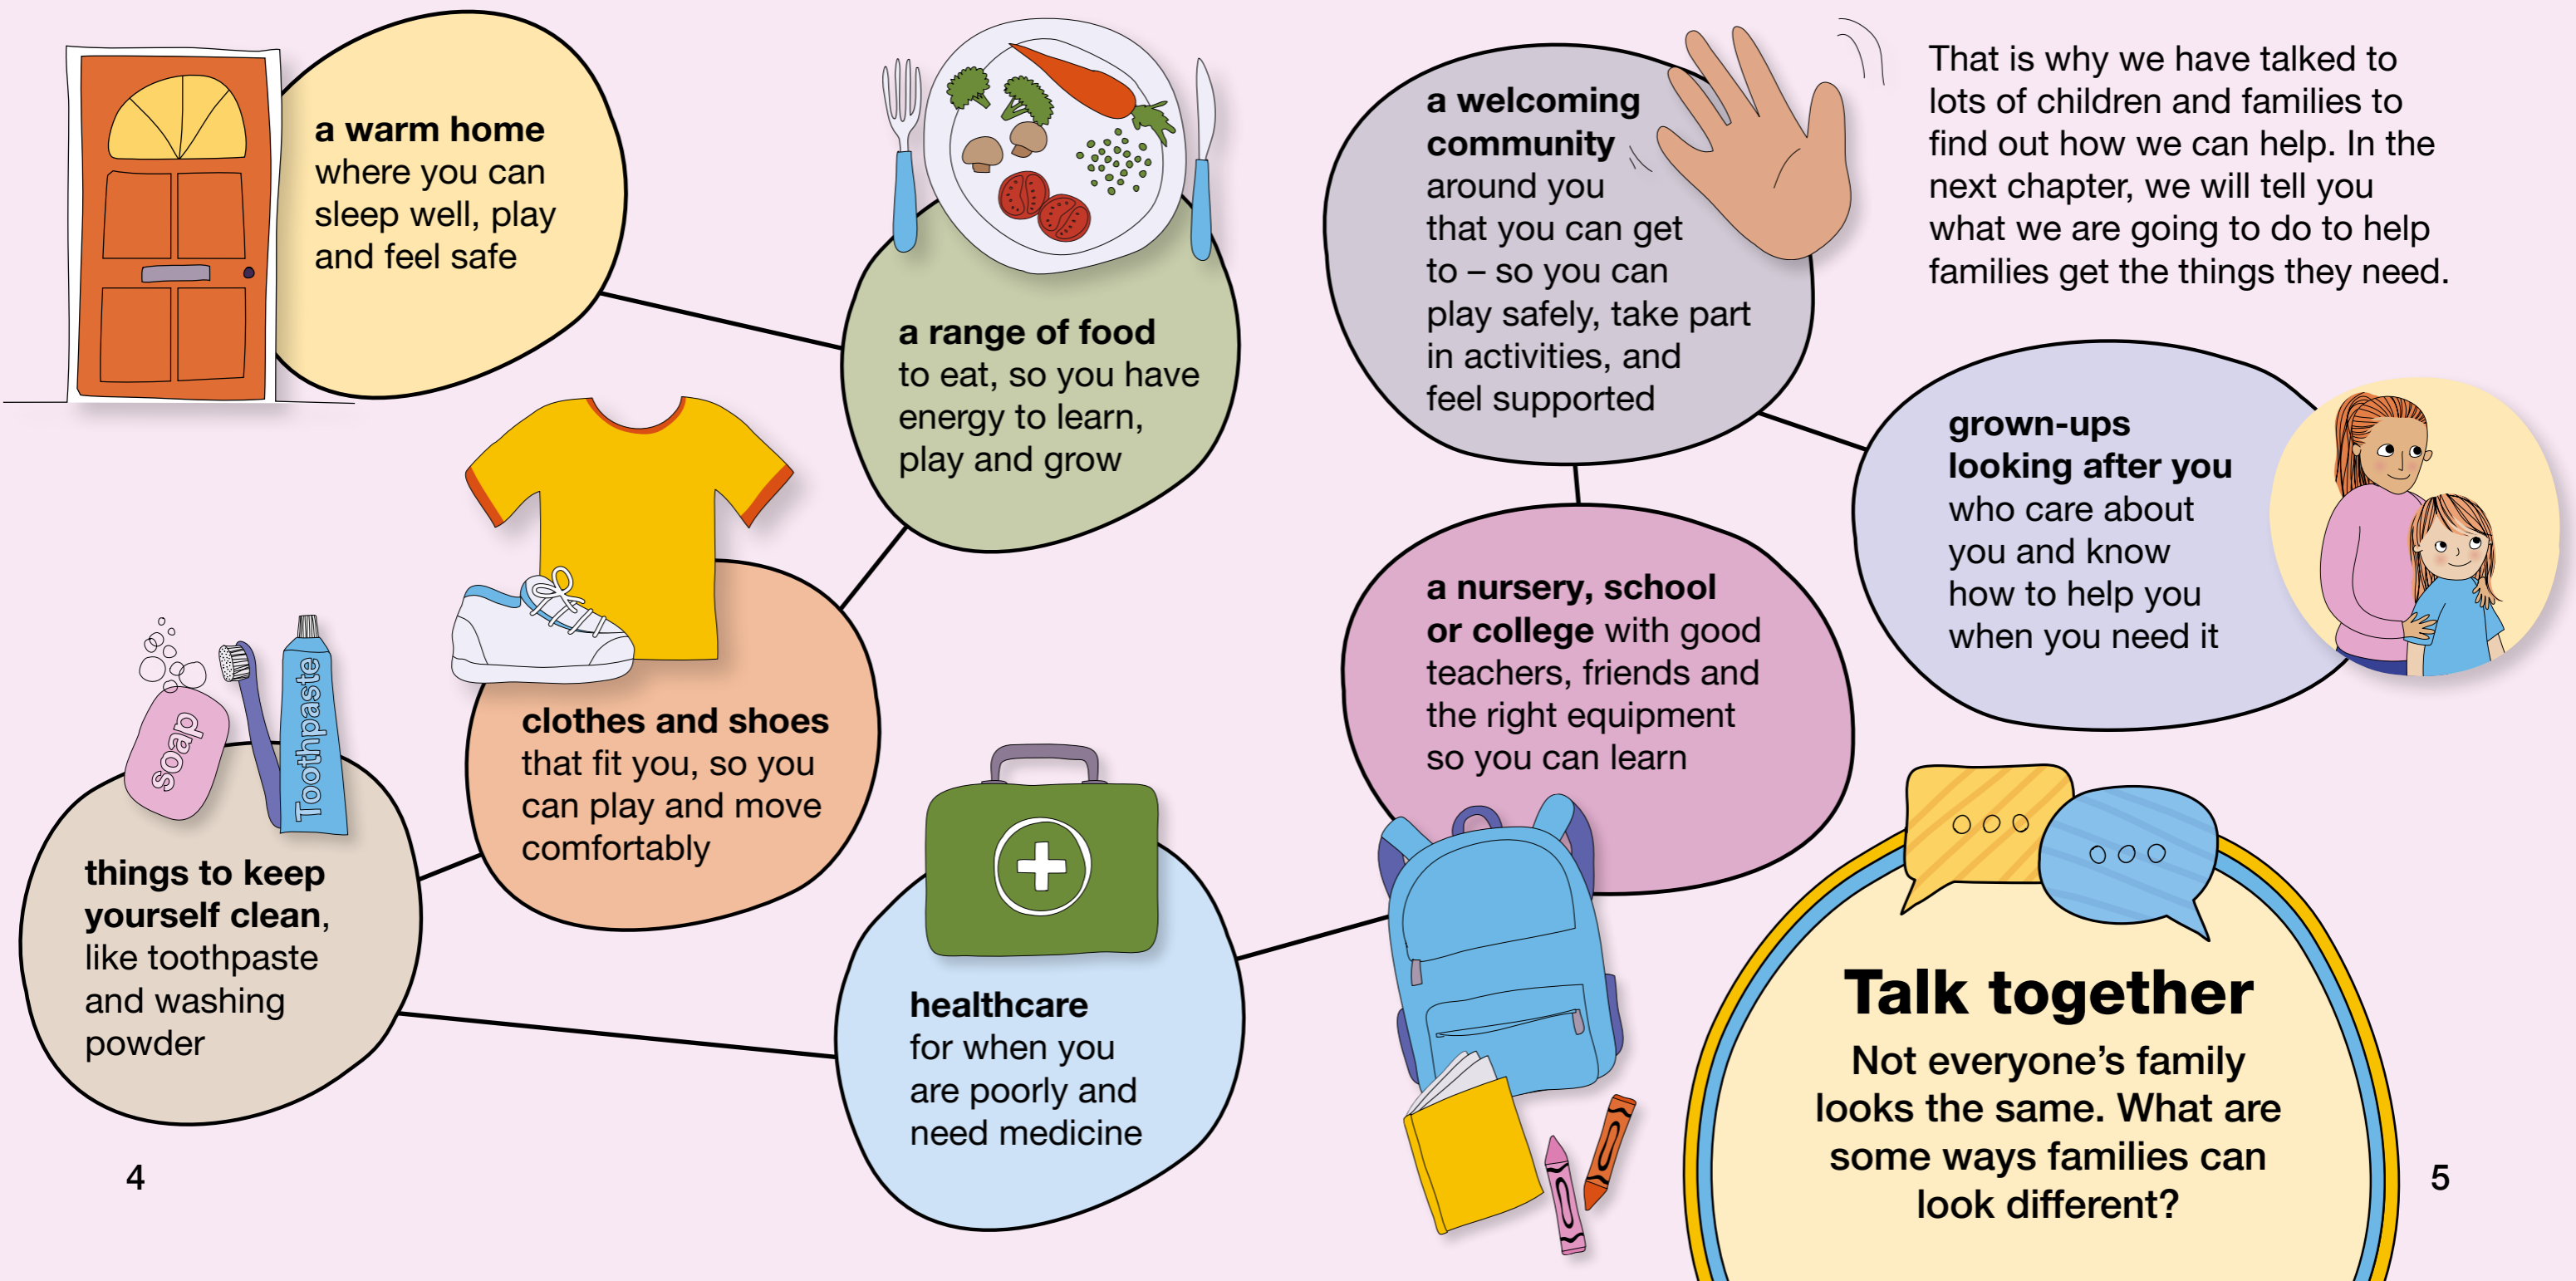 a warm home
where you can
sleep well, play
and feel safe
a range of food
to eat, so you have
energy to learn,
play and grow
clothes and shoes
that fit you, so you
can play and move
comfortably
soap
Toothpaste
things to keep
yourself clean,
like toothpaste
and washing
powder
healthcare
for when you
are poorly and
need medicine
4
a nursery, school
or college with good
teachers, friends and
the right equipment
so you can learn
a welcoming
community
around you
that you can get
to – so you can
play safely, take part
in activities, and
feel supported
grown-ups
looking after you
who care about
you and know
how to help you
when you need it
That is why we have talked to
lots of children and families to
find out how we can help. In the
next chapter, we will tell you
what we are going to do to help
families get the things they need.
Talk together
Not everyone’s family
looks the same. What are
some ways families can
look different?
5